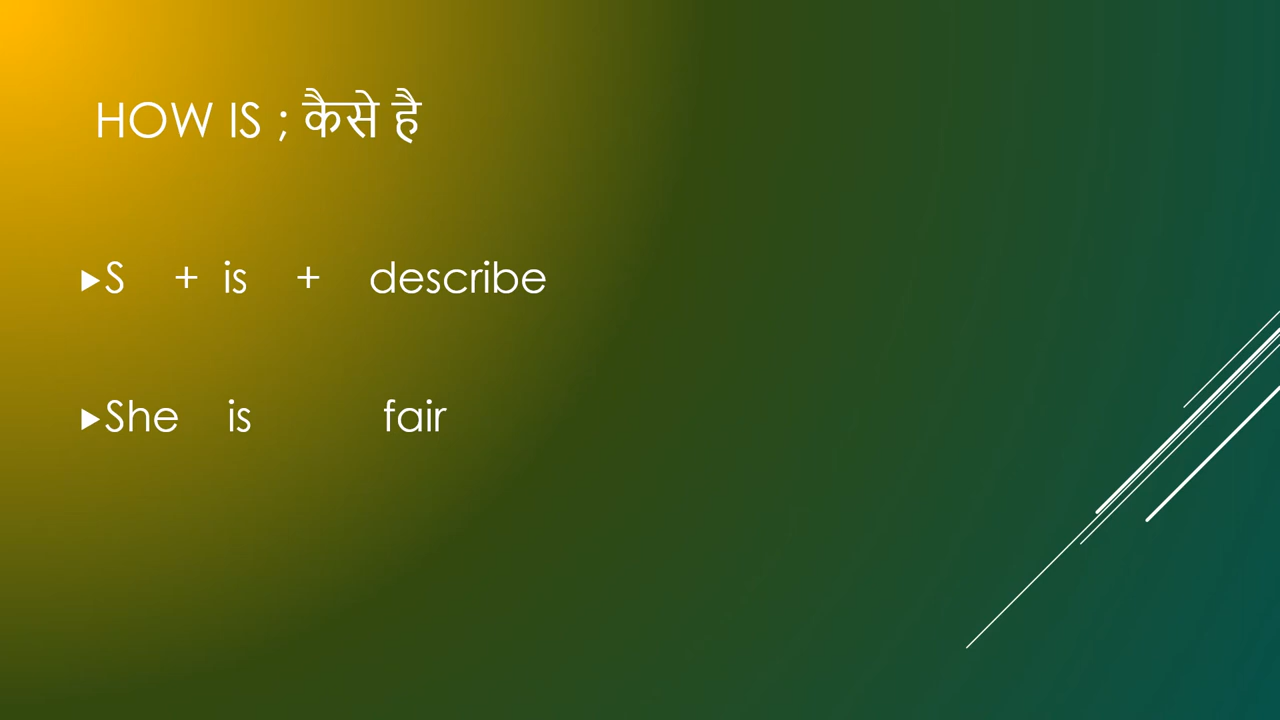 HOW IS ; कैसे है
S + is + describe
She is fair